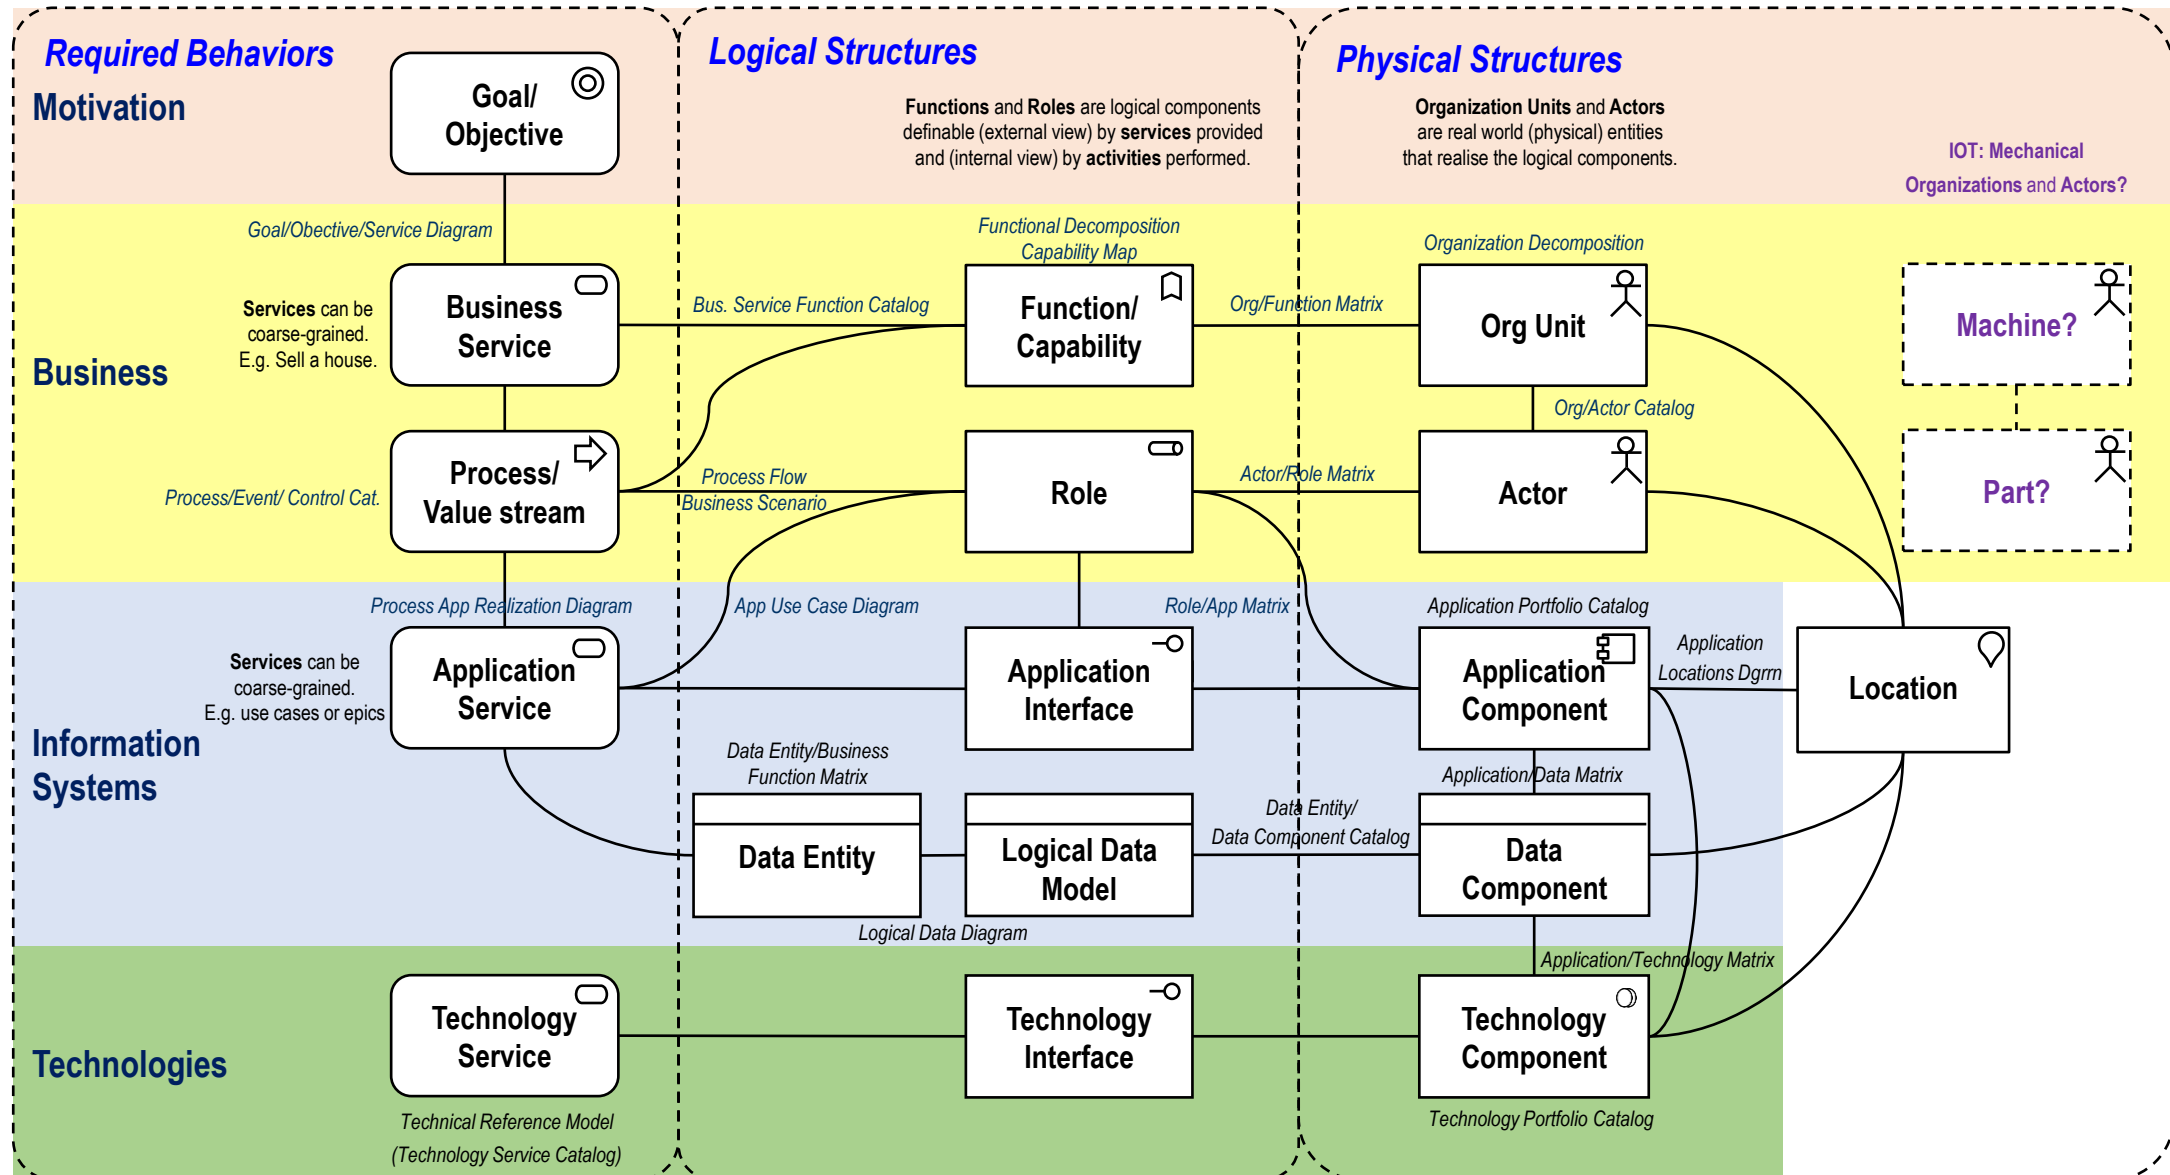 Required Behaviors
Logical Structures
Physical Structures
Motivation
Goal/
Objective
Functions and Roles are logical components
definable (external view) by services provided
and (internal view) by activities performed.
Organization Units and Actors
are real world (physical) entities
that realise the logical components.
IOT: Mechanical
Organizations and Actors?
Goal/Obective/Service Diagram
Functional Decomposition
Capability Map
Organization Decomposition
Business
Services can be
coarse-grained.
E.g. Sell a house.
Business
Service
Bus. Service Function Catalog
Function/
Capability
Org/Function Matrix
Org Unit
Machine?
Org/Actor Catalog
Process/Event/ Control Cat.
Process/
Value stream
Process Flow
Business Scenario
Role
Actor/Role Matrix
Actor
Part?
Process App Realization Diagram
App Use Case Diagram
Role/App Matrix
Application Portfolio Catalog
Information
Systems
Services can be
coarse-grained.
E.g. use cases or epics
Application
Service
Application
Interface
Application
Component
Application
Locations Dgrrn
Location
Data Entity/Business
Function Matrix
Application/Data Matrix
Data Entity
Logical Data
Model
Data Entity/
Data Component Catalog
Data
Component
Logical Data Diagram
Application/Technology Matrix
Technologies
Technology
Service
Technology
Interface
Technology
Component
Technical Reference Model
(Technology Service Catalog)
Technology Portfolio Catalog